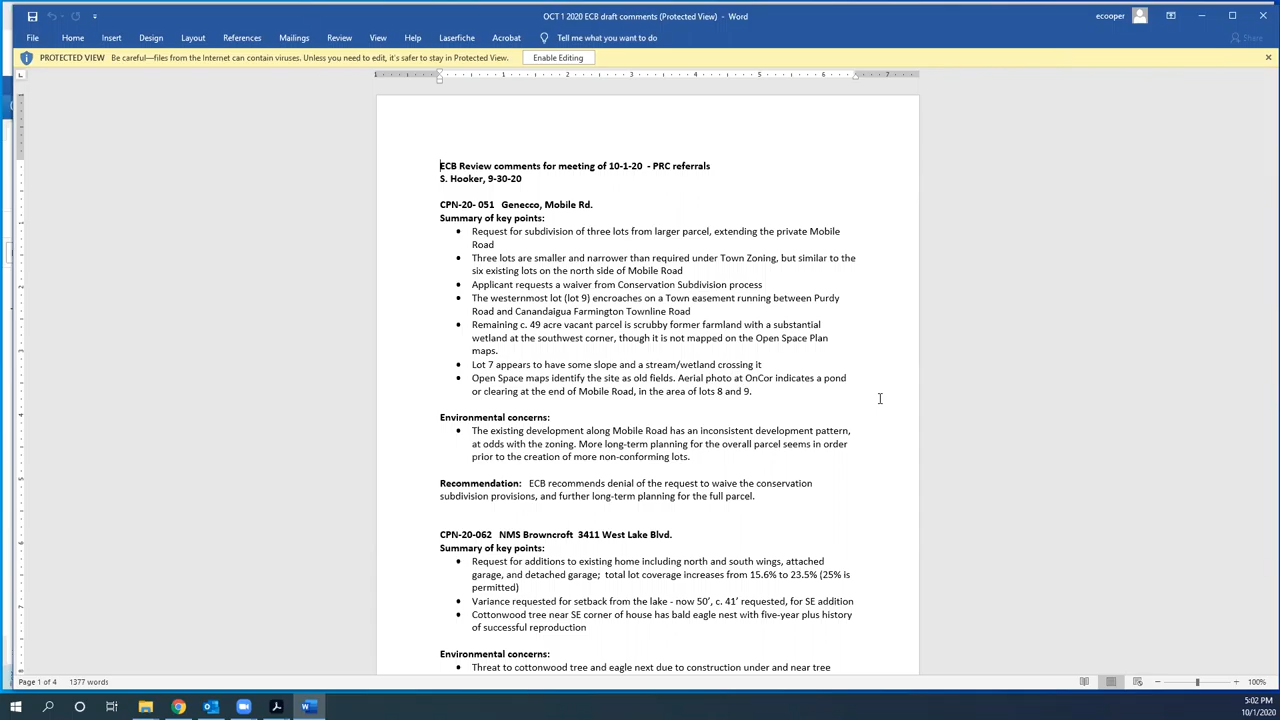 OCT 1 2020 ECB draft comments (Protected View) - Word
ecooper
File Home Insert Design Layout References Mailings Review View Help Laserfiche Acrobat Tell me what you want to do Share
PROTECTED VIEW Be careful—files from the Internet can contain viruses. Unless you need to edit, it's safer to stay in Protected View. Enable Editing
1 1 2 3 4 5 6 7
ECB Review comments for meeting of 10-1-20 - PRC referrals
S. Hooker, 9-30-20
CPN-20- 051 Genecco, Mobile Rd.
Summary of key points:
• Request for subdivision of three lots from larger parcel, extending the private Mobile
Road
• Three lots are smaller and narrower than required under Town Zoning, but similar to the
six existing lots on the north side of Mobile Road
• Applicant requests a waiver from Conservation Subdivision process
• The westernmost lot (lot 9) encroaches on a Town easement running between Purdy
Road and Canandaigua Farmington Townline Road
• Remaining c. 49 acre vacant parcel is scrubby former farmland with a substantial
wetland at the southwest corner, though it is not mapped on the Open Space Plan
maps.
• Lot 7 appears to have some slope and a stream/wetland crossing it
• Open Space maps identify the site as old fields. Aerial photo at OnCor indicates a pond
or clearing at the end of Mobile Road, in the area of lots 8 and 9.
Environmental concerns:
• The existing development along Mobile Road has an inconsistent development pattern,
at odds with the zoning. More long-term planning for the overall parcel seems in order
prior to the creation of more non-conforming lots.
Recommendation: ECB recommends denial of the request to waive the conservation
subdivision provisions, and further long-term planning for the full parcel.
CPN-20-062 NMS Browncroft 3411 West Lake Blvd.
Summary of key points:
• Request for additions to existing home including north and south wings, attached
garage, and detached garage; total lot coverage increases from 15.6% to 23.5% (25% is
permitted)
• Variance requested for setback from the lake - now 50', c. 41' requested, for SE addition
• Cottonwood tree near SE corner of house has bald eagle nest with five-year plus history
of successful reproduction
Environmental concerns:
• Threat to cottonwood tree and eagle next due to construction under and near tree
Page 1 of 4 1377 words 100%
5:02 PM
10/1/2020